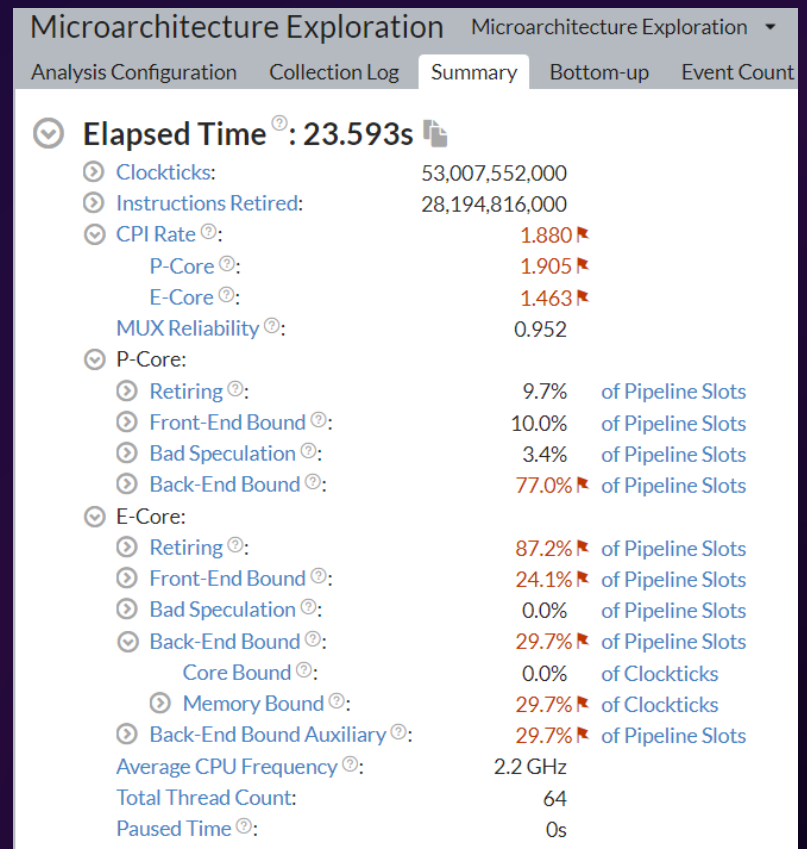 Microarchitecture Exploration Microarchitecture Exploration
Analysis Configuration Collection Log Summary Bottom-up Event Count
Elapsed Time ?: 23.593s
Clockticks: 53,007,552,000
Instructions Retired: 28,194,816,000
CPI Rate ?: 1.880
P-Core ?: 1.905
E-Core ?: 1.463
MUX Reliability ?: 0.952
P-Core:
Retiring ?: 9.7% of Pipeline Slots
Front-End Bound ?: 10.0% of Pipeline Slots
Bad Speculation ?: 3.4% of Pipeline Slots
Back-End Bound ?: 77.0% of Pipeline Slots
E-Core:
Retiring ?: 87.2% of Pipeline Slots
Front-End Bound ?: 24.1% of Pipeline Slots
Bad Speculation ?: 0.0% of Pipeline Slots
Back-End Bound ?: 29.7% of Pipeline Slots
Core Bound ?: 0.0% of Clockticks
Memory Bound ?: 29.7% of Clockticks
Back-End Bound Auxiliary ?: 29.7% of Pipeline Slots
Average CPU Frequency ?: 2.2 GHz
Total Thread Count: 64
Paused Time ?: 0s